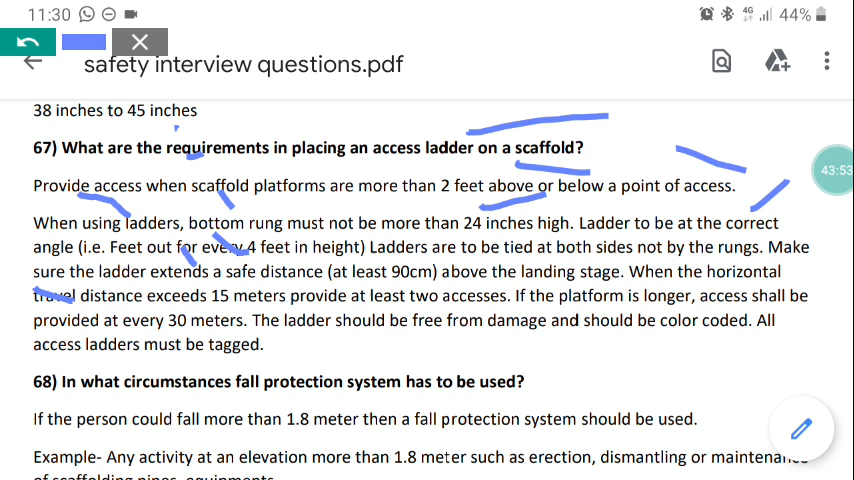 11:30 4G 44%
safety interview questions.pdf
38 inches to 45 inches
67) What are the requirements in placing an access ladder on a scaffold?
43:53
Provide access when scaffold platforms are more than 2 feet above or below a point of access.
When using ladders, bottom rung must not be more than 24 inches high. Ladder to be at the correct
angle (i.e. Feet out for every 4 feet in height) Ladders are to be tied at both sides not by the rungs. Make
sure the ladder extends a safe distance (at least 90cm) above the landing stage. When the horizontal
travel distance exceeds 15 meters provide at least two accesses. If the platform is longer, access shall be
provided at every 30 meters. The ladder should be free from damage and should be color coded. All
access ladders must be tagged.
68) In what circumstances fall protection system has to be used?
If the person could fall more than 1.8 meter then a fall protection system should be used.
Example- Any activity at an elevation more than 1.8 meter such as erection, dismantling or maintenance
of scaffolding pipes, equipments